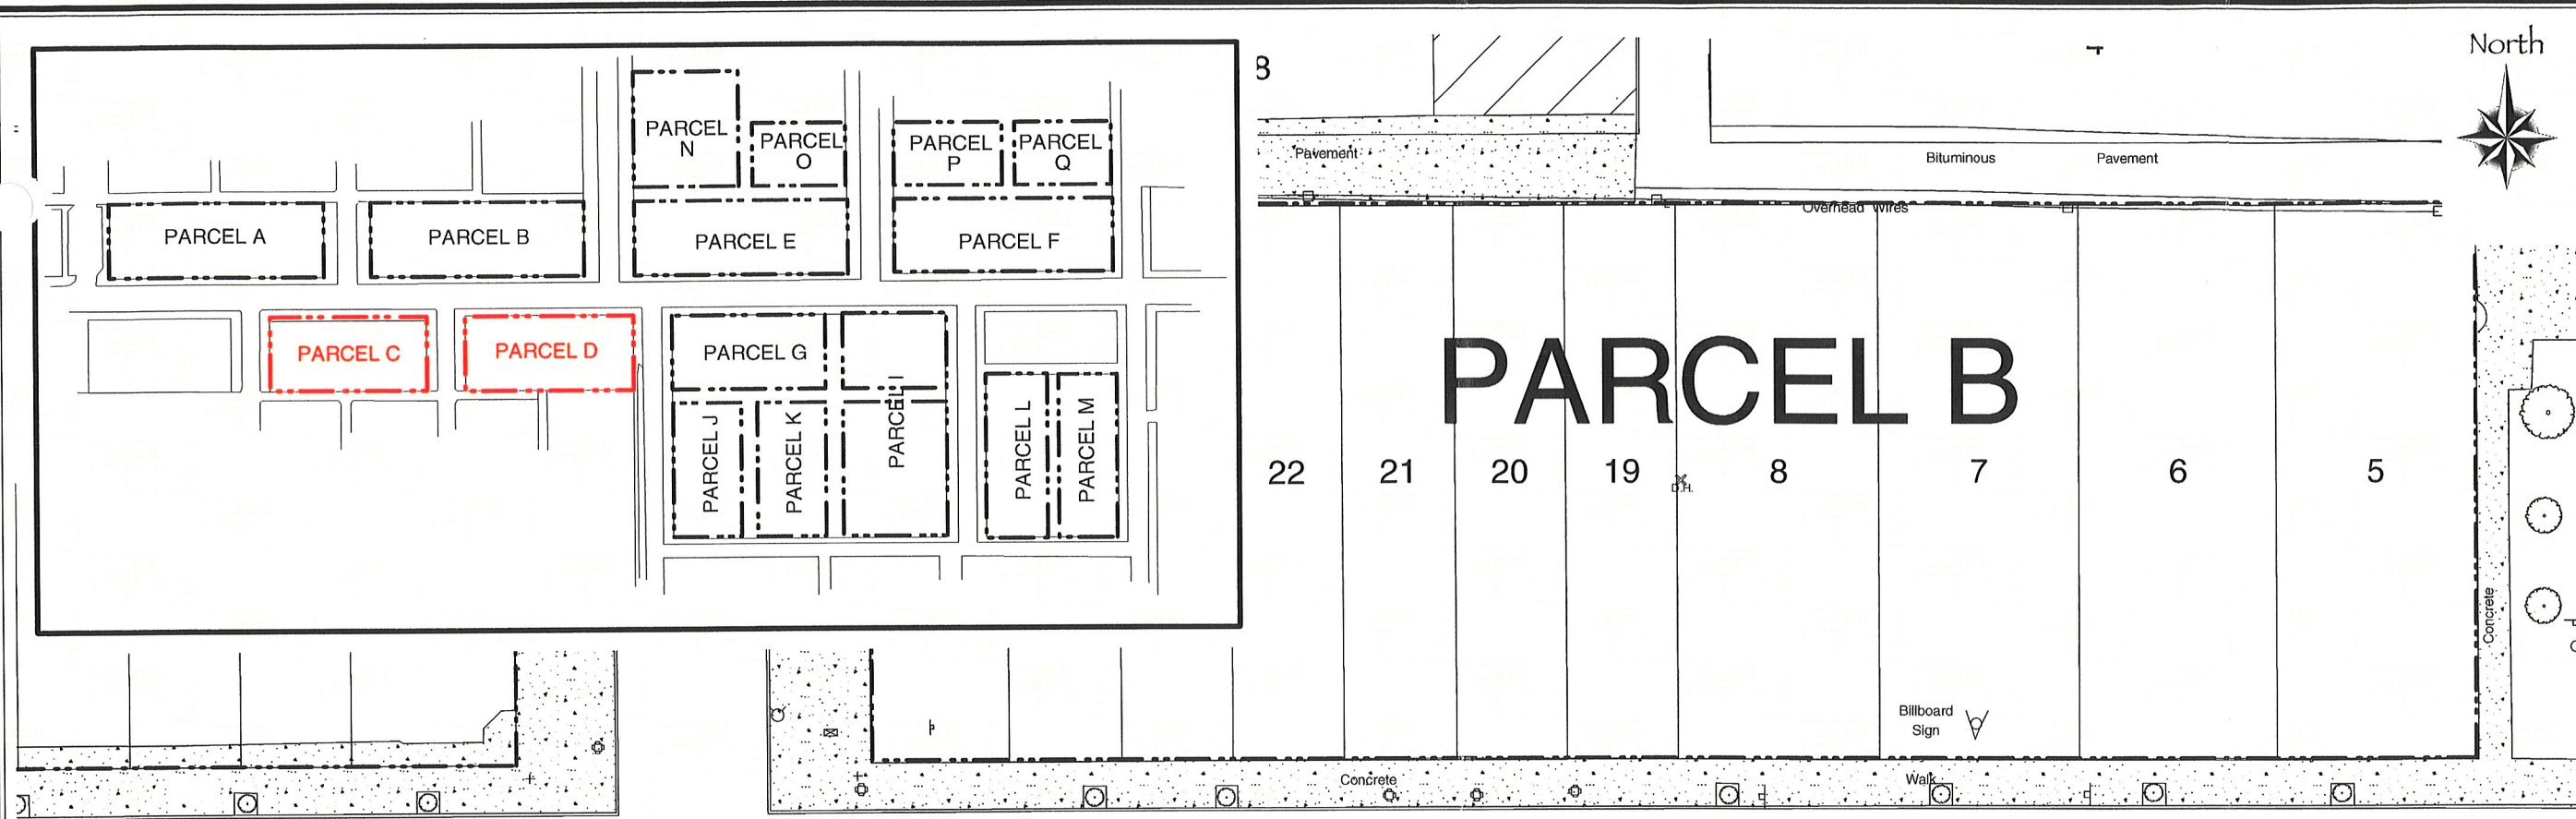 PARCEL
N
PARCEL
O
PARCEL
P
PARCEL
Q
PARCEL A
PARCEL B
PARCEL E
PARCEL F
PARCEL C
PARCEL D
PARCEL G
PARCEL I
PARCEL J
PARCEL K
PARCEL L
PARCEL M
8
North
Pavement
Bituminous Pavement
Overhead Wires
PARCEL B
22 21 20 19 8 7 6 5
D.H.
Concrete
Billboard
Sign
Concrete Walk